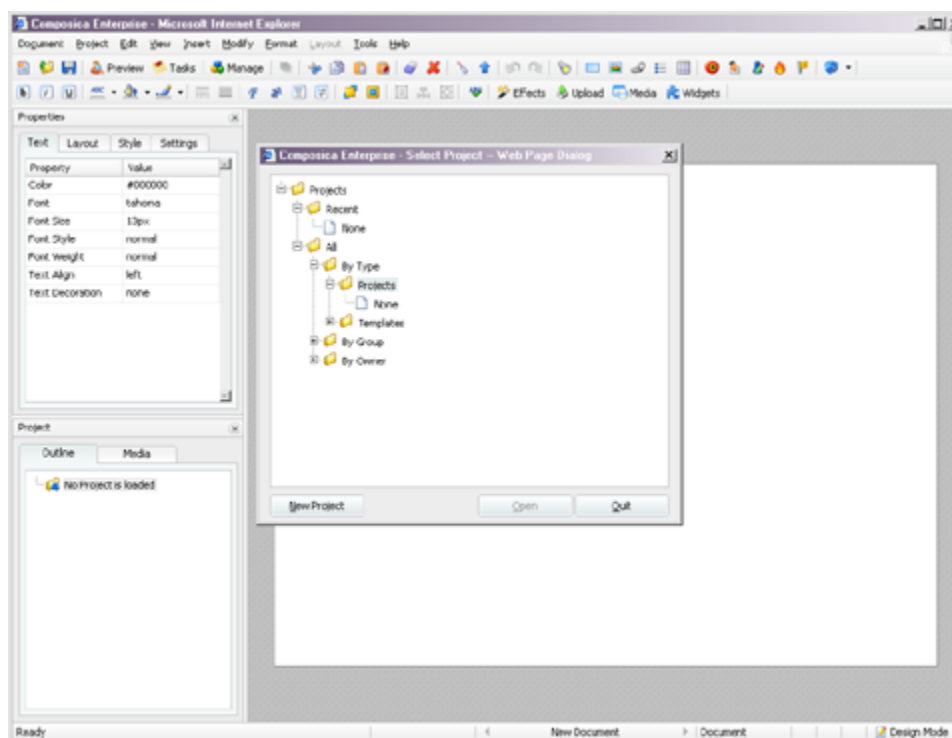 Composica Enterprise - Microsoft Internet Explorer
Document Project Edit View Insert Modify Format Layout Tools Help
Preview Tasks Manage
Effects Upload Media Widgets
Properties
Text Layout Style Settings
Property Value
Color #000000
Font tahoma
Font Size 13px
Font Style normal
Font Weight normal
Text Align left
Text Decoration none
Composica Enterprise - Select Project -- Web Page Dialog
Projects
Recent
None
All
By Type
Projects
None
Templates
By Group
By Owner
New Project Open Quit
Project
Outline Media
No Project is loaded
Ready New Document Document Design Mode